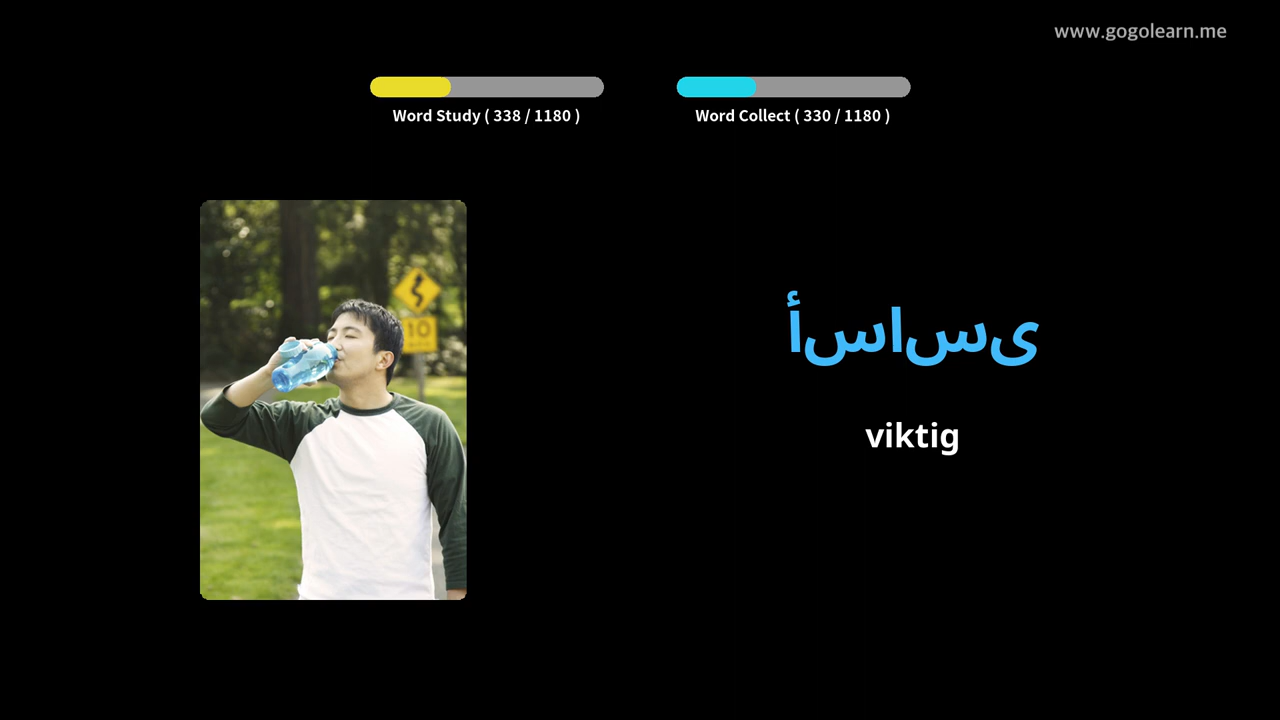 www.gogolearn.me
Word Study ( 338 / 1180 )
Word Collect ( 330 / 1180 )
10
أساسى
viktig